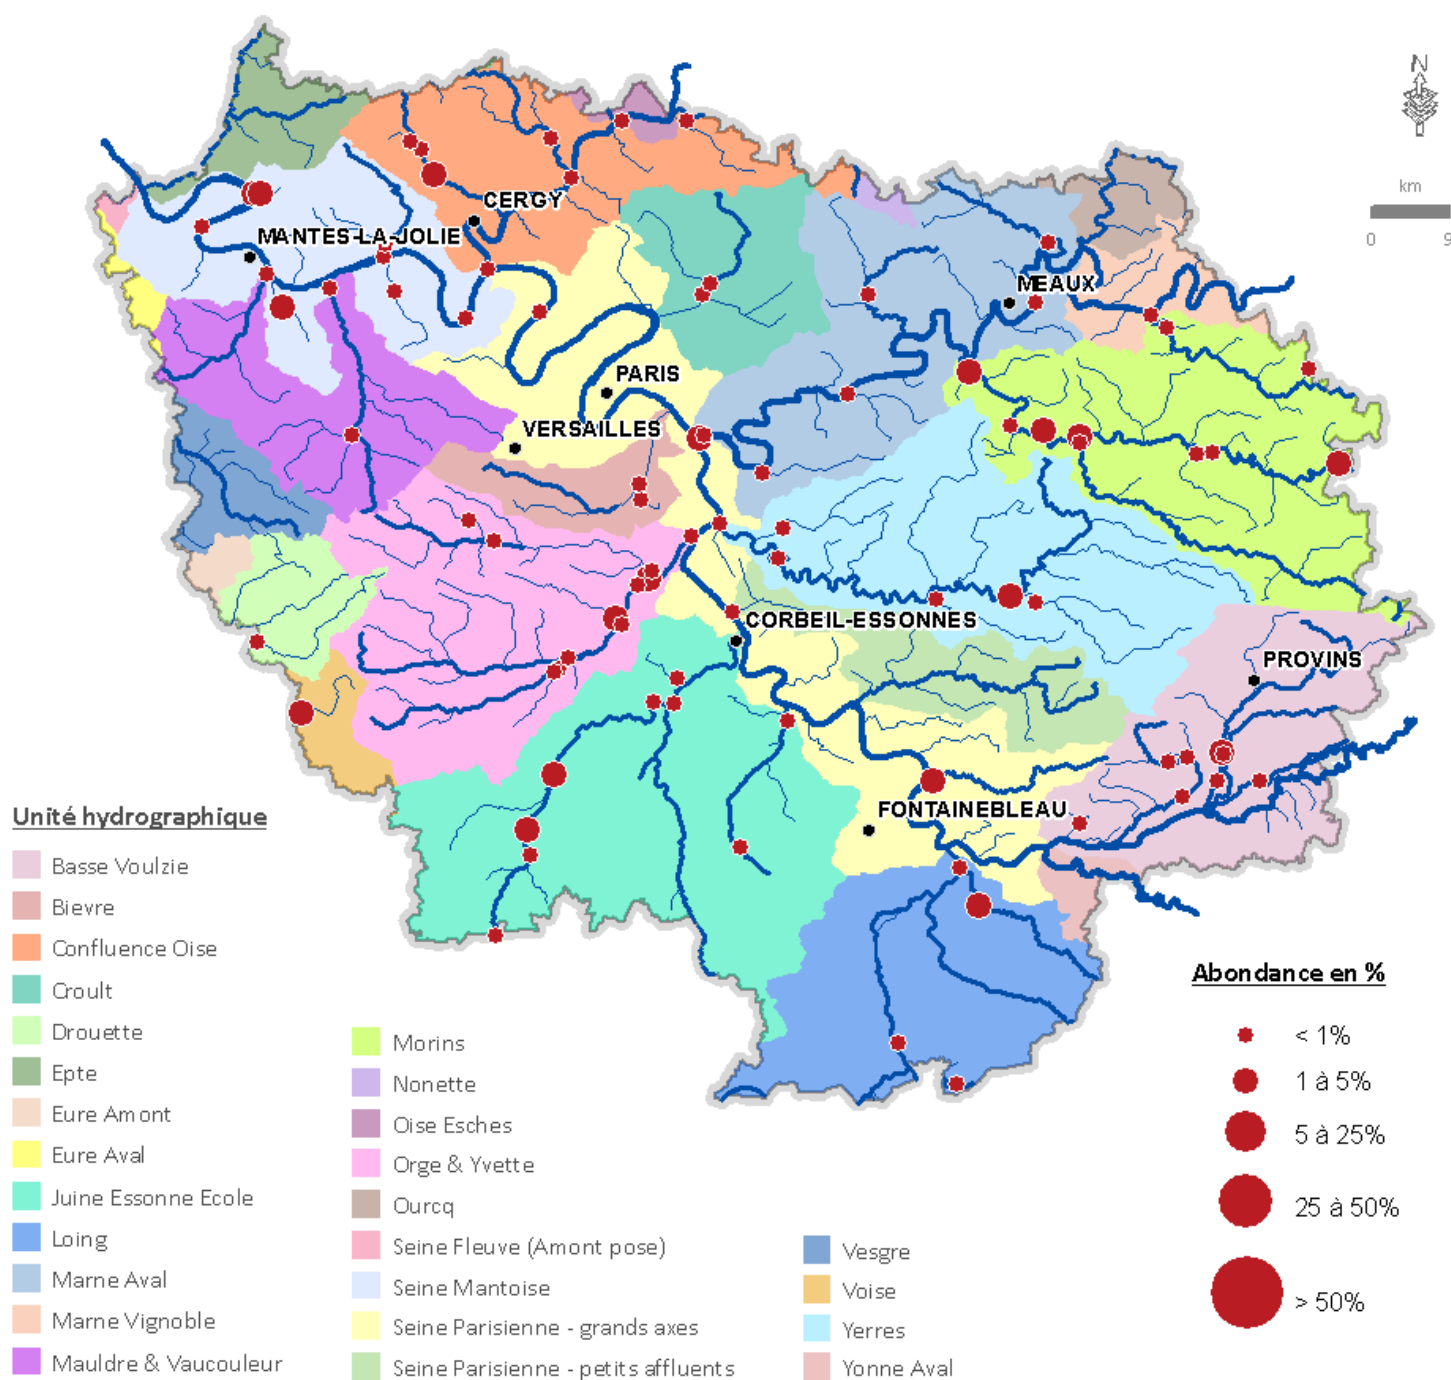 N
km
0 9
CERGY
MANTES-LA-JOLIE
MEAUX
PARIS
VERSAILLES
CORBEIL-ESSONNES
PROVINS
FONTAINEBLEAU
Unité hydrographique
Basse Voulzie
Bievre
Confluence Oise
Croult
Drouette
Epte
Eure Amont
Eure Aval
Juine Essonne Ecole
Loing
Marne Aval
Marne Vignoble
Mauldre & Vaucouleur
Morins
Nonette
Oise Esches
Orge & Yvette
Ourcq
Seine Fleuve (Amont pose)
Seine Mantoise
Seine Parisienne - grands axes
Seine Parisienne - petits affluents
Vesgre
Voise
Yerres
Yonne Aval
Abondance en %
< 1%
1 à 5%
5 à 25%
25 à 50%
> 50%